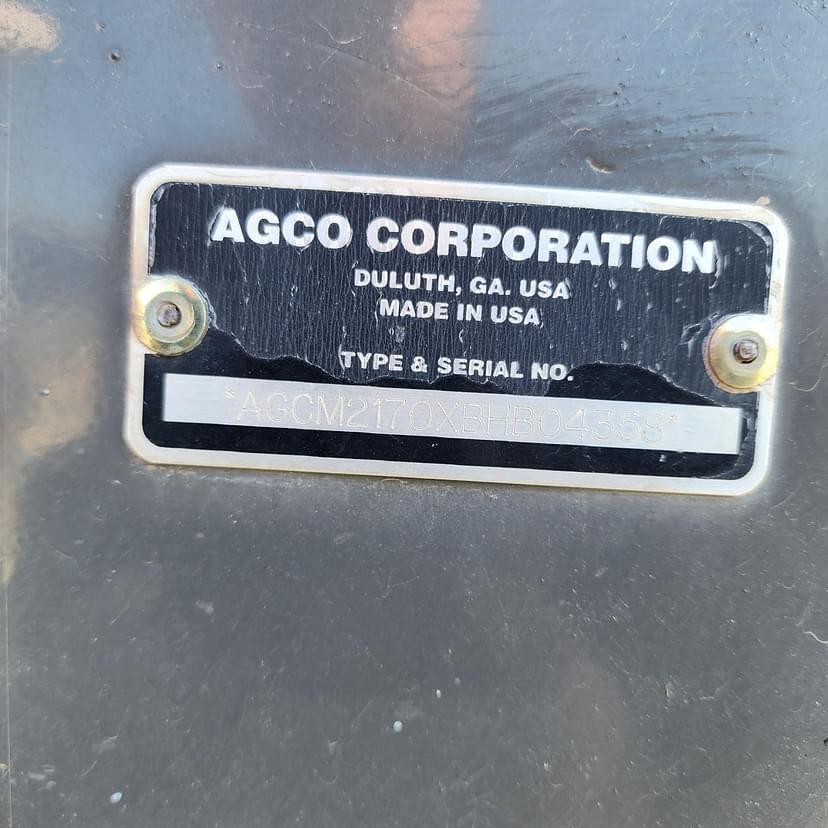 AGCO CORPORATION
DULUTH, GA. USA
MADE IN USA
TYPE & SERIAL NO.
*AGCM2170XBHB04358*